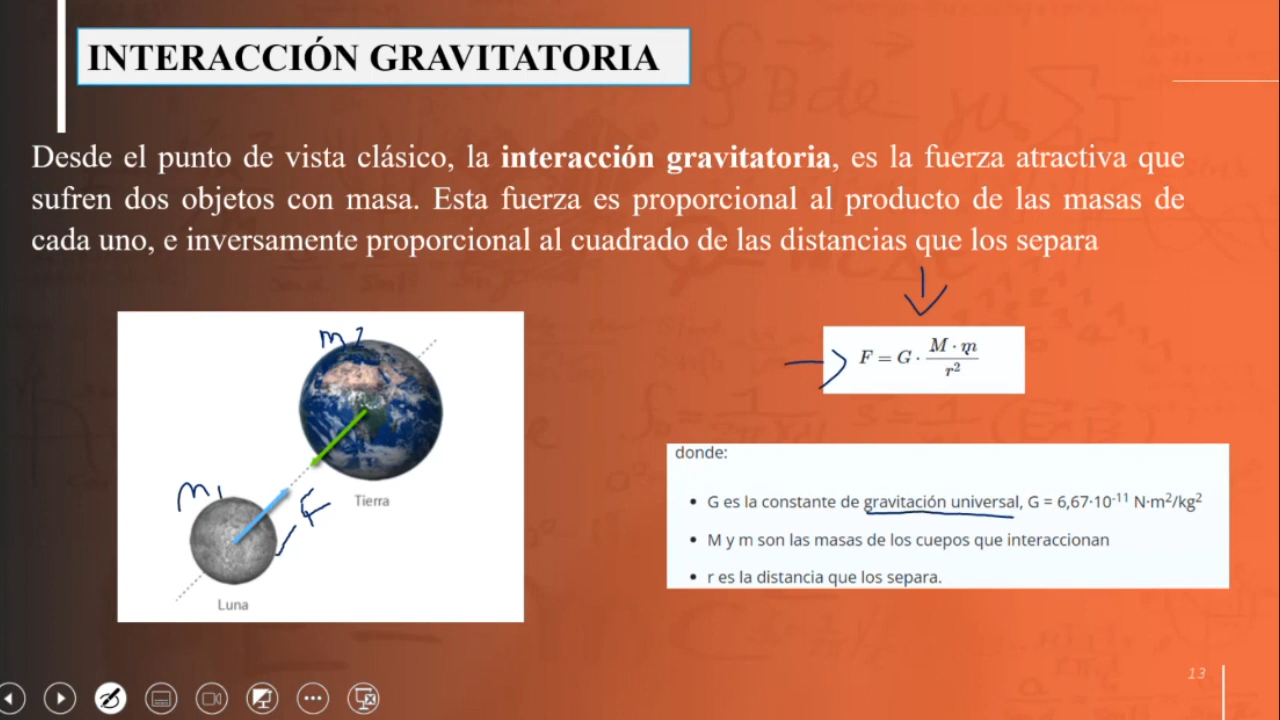 INTERACCIÓN GRAVITATORIA
Desde el punto de vista clásico, la interacción gravitatoria, es la fuerza atractiva que
sufren dos objetos con masa. Esta fuerza es proporcional al producto de las masas de
cada uno, e inversamente proporcional al cuadrado de las distancias que los separa
m2
Tierra
m1
F
Luna
F = G · M · m / r²
donde:
• G es la constante de gravitación universal, G = 6,67·10⁻¹¹ N·m²/kg²
• M y m son las masas de los cuepos que interaccionan
• r es la distancia que los separa.
13